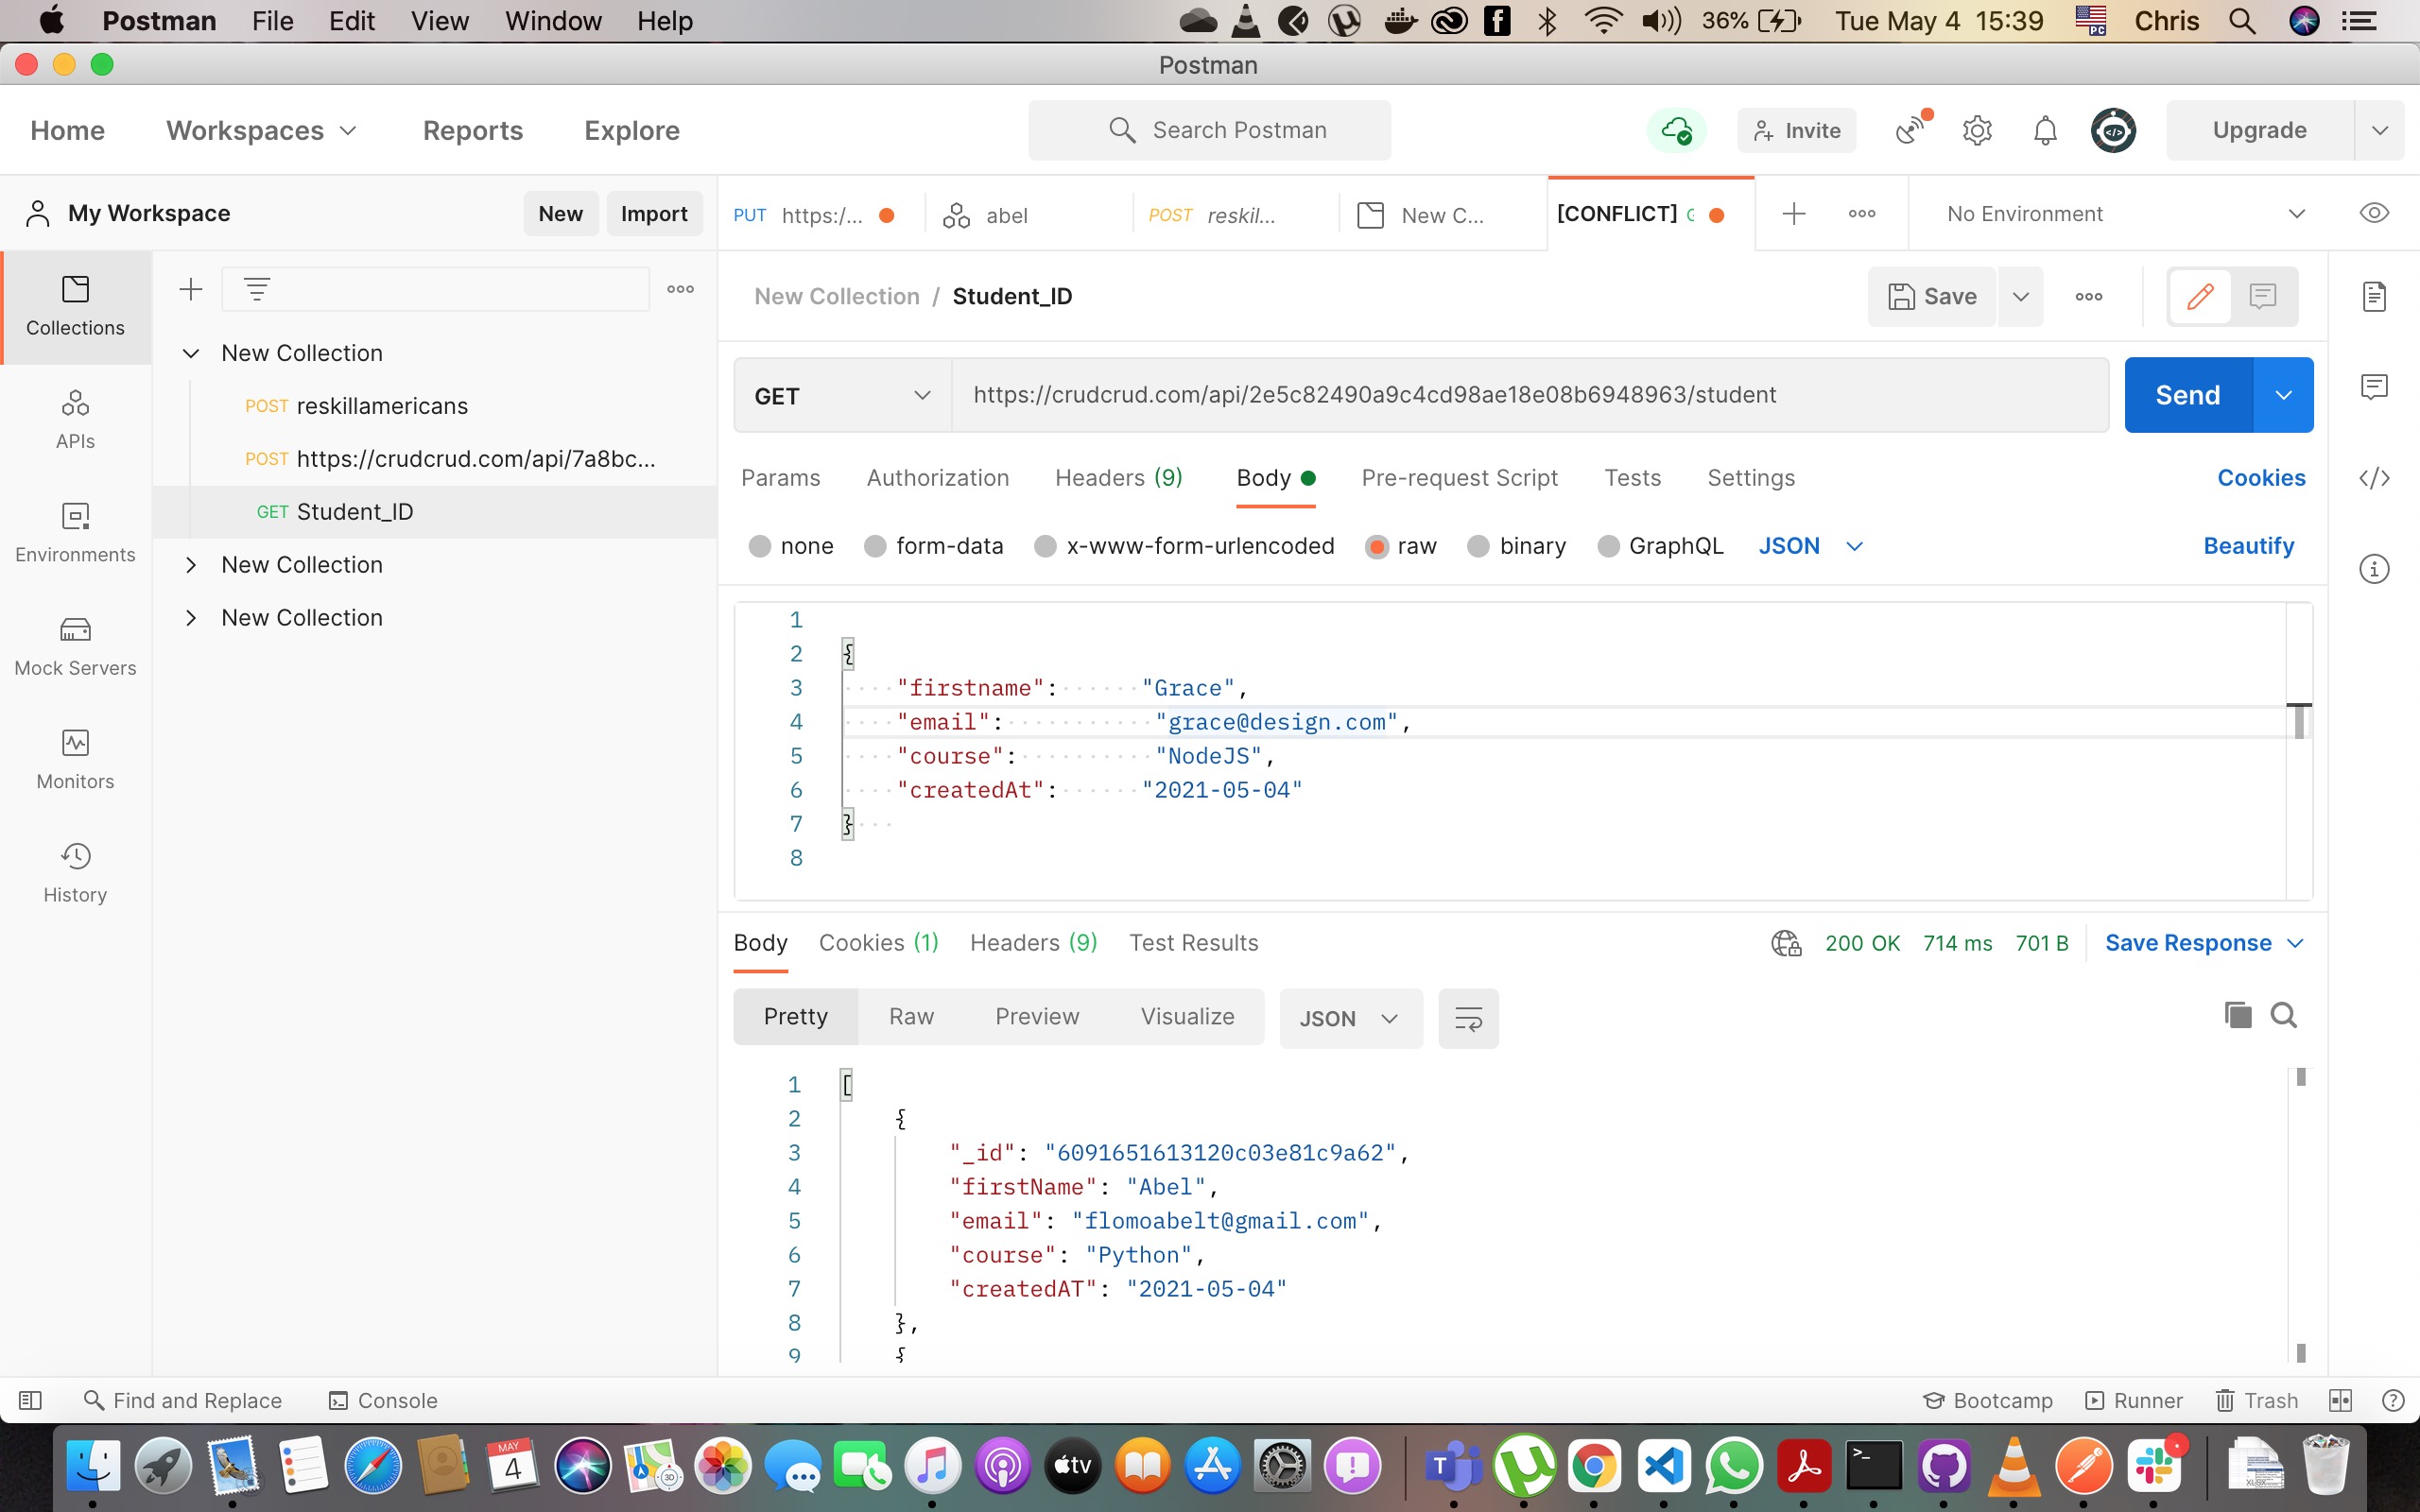 Postman File Edit View Window Help 36% Tue May 4 15:39 Chris
Postman
Home Workspaces Reports Explore Search Postman Invite Upgrade
My Workspace New Import PUT https:/... abel POST reskil... New C... [CONFLICT] No Environment
Collections
New Collection / Student_ID Save
New Collection
POST reskillamericans
POST https://crudcrud.com/api/7a8bc...
GET Student_ID
New Collection
New Collection
APIs
Environments
Mock Servers
Monitors
History
GET https://crudcrud.com/api/2e5c82490a9c4cd98ae18e08b6948963/student Send
Params Authorization Headers (9) Body Pre-request Script Tests Settings Cookies
none form-data x-www-form-urlencoded raw binary GraphQL JSON Beautify
1
2 {
3 "firstname": "Grace",
4 "email": "grace@design.com",
5 "course": "NodeJS",
6 "createdAt": "2021-05-04"
7 }
8
Body Cookies (1) Headers (9) Test Results 200 OK 714 ms 701 B Save Response
Pretty Raw Preview Visualize JSON
1 [
2 {
3 "_id": "6091651613120c03e81c9a62",
4 "firstName": "Abel",
5 "email": "flomoabelt@gmail.com",
6 "course": "Python",
7 "createdAT": "2021-05-04"
8 },
9 {
Find and Replace Console Bootcamp Runner Trash
MAY
4
tv